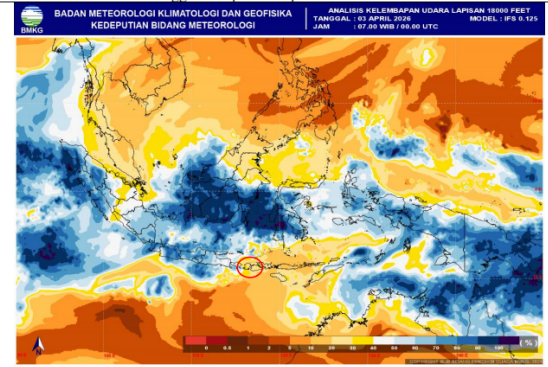 BMKG
BADAN METEOROLOGI KLIMATOLOGI DAN GEOFISIKA
KEDEPUTIAN BIDANG METEOROLOGI
ANALISIS KELEMBAPAN UDARA LAPISAN 18000 FEET
TANGGAL : 03 APRIL 2026 MODEL : IFS 0.125
JAM : 07.00 WIB / 00.00 UTC
N
( % )
0 0.5 1 3 5 10 20 30 40 50 60 70 80 90 100